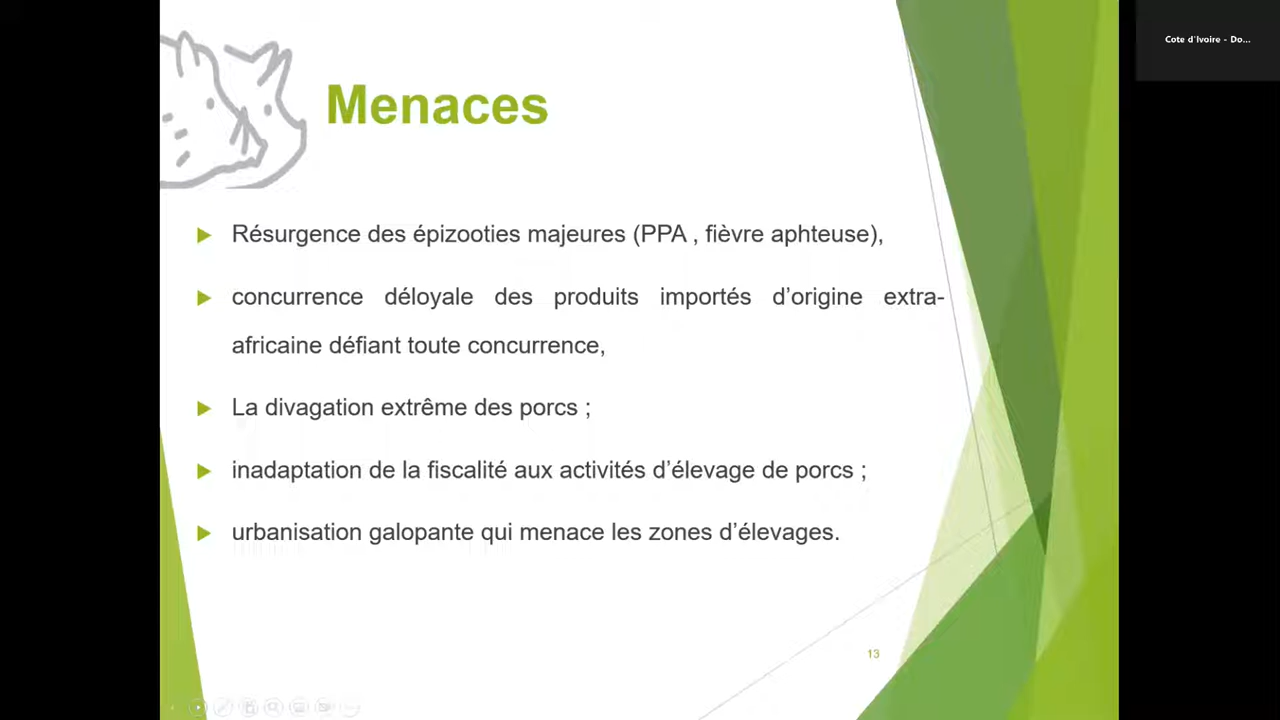 Cote d'Ivoire - Do...
Menaces
Résurgence des épizooties majeures (PPA , fièvre aphteuse),
concurrence déloyale des produits importés d’origine extra-
africaine défiant toute concurrence,
La divagation extrême des porcs ;
inadaptation de la fiscalité aux activités d’élevage de porcs ;
urbanisation galopante qui menace les zones d’élevages.
13